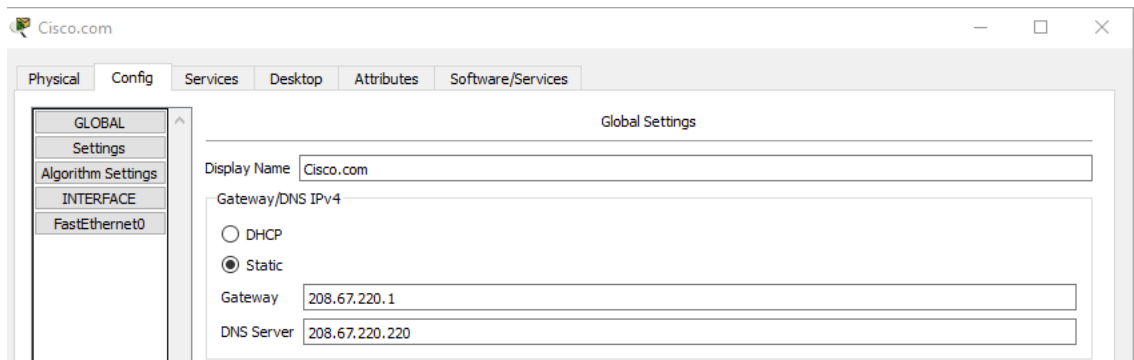 Cisco.com
Physical Config Services Desktop Attributes Software/Services
GLOBAL
Settings
Algorithm Settings
INTERFACE
FastEthernet0
Global Settings
Display Name Cisco.com
Gateway/DNS IPv4
DHCP
Static
Gateway 208.67.220.1
DNS Server 208.67.220.220